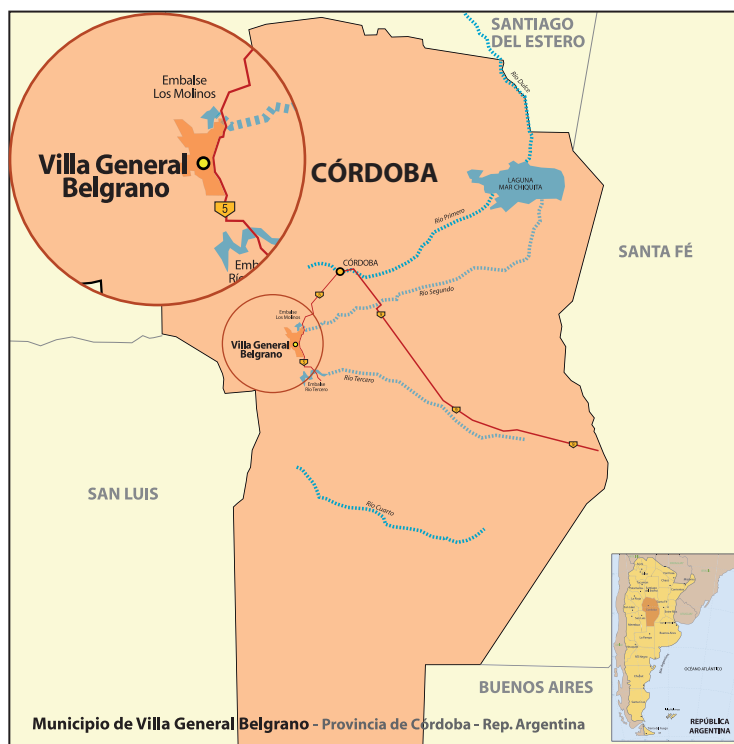 SANTIAGO
DEL ESTERO
Río Dulce
Embalse
Los Molinos
Villa General
Belgrano
CÓRDOBA
LAGUNA
MAR CHIQUITA
5
Río Primero
SANTA FÉ
CÓRDOBA
Río Segundo
Embalse
Los Molinos
Villa General
Belgrano
Embalse
Río Tercero
Río Tercero
SAN LUIS
Río Cuarto
BUENOS AIRES
OCEANO ATLÁNTICO
REPÚBLICA
ARGENTINA
Municipio de Villa General Belgrano - Provincia de Córdoba - Rep. Argentina